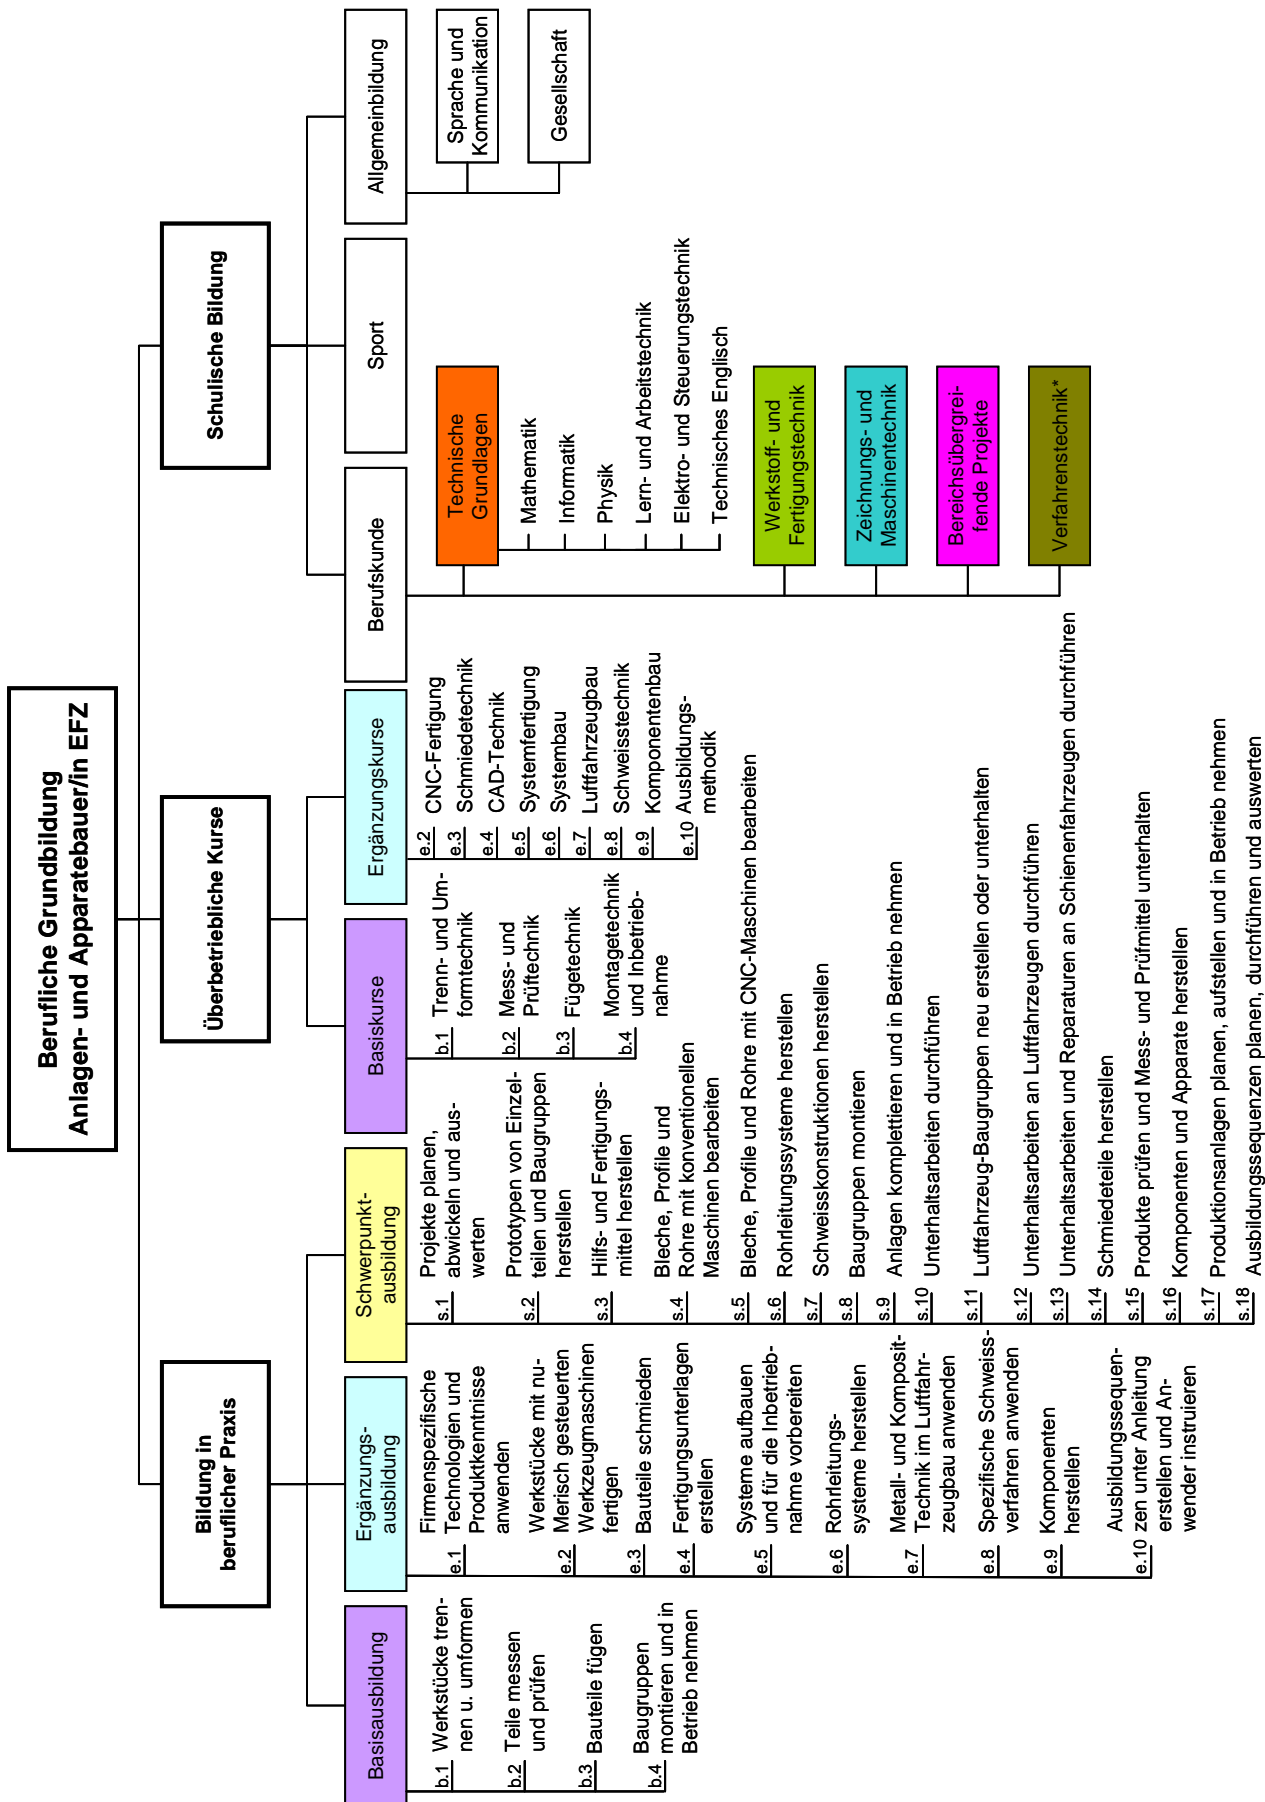 Berufliche Grundbildung
Anlagen- und Apparatebauer/in EFZ
Bildung in
beruflicher Praxis
Überbetriebliche Kurse
Schulische Bildung
Basisausbildung
Ergänzungs-
ausbildung
Schwerpunkt-
ausbildung
Basiskurse
Ergänzungskurse
Berufskunde
Sport
Allgemeinbildung
b.1 Werkstücke tren-
nen u. umformen
b.2 Teile messen
und prüfen
b.3 Bauteile fügen
b.4 Baugruppen
montieren und in
Betrieb nehmen
e.1 Firmenspezifische
Technologien und
Produktkenntnisse
anwenden
e.2 Werkstücke mit nu-
Merisch gesteuerten
Werkzeugmaschinen
fertigen
e.3 Bauteile schmieden
e.4 Fertigungsunterlagen
erstellen
e.5 Systeme aufbauen
und für die Inbetrieb-
nahme vorbereiten
e.6 Rohrleitungs-
systeme herstellen
e.7 Metall- und Komposit-
Technik im Luftfahr-
zeugbau anwenden
e.8 Spezifische Schweiss-
verfahren anwenden
e.9 Komponenten
herstellen
e.10 Ausbildungssequen-
zen unter Anleitung
erstellen und An-
wender instruieren
s.1 Projekte planen,
abwickeln und aus-
werten
s.2 Prototypen von Einzel-
teilen und Baugruppen
herstellen
s.3 Hilfs- und Fertigungs-
mittel herstellen
s.4 Bleche, Profile und
Rohre mit konventionellen
Maschinen bearbeiten
s.5 Bleche, Profile und Rohre mit CNC-Maschinen bearbeiten
s.6 Rohrleitungssysteme herstellen
s.7 Schweisskonstruktionen herstellen
s.8 Baugruppen montieren
s.9 Anlagen komplettieren und in Betrieb nehmen
s.10 Unterhaltsarbeiten durchführen
s.11 Luftfahrzeug-Baugruppen neu erstellen oder unterhalten
s.12 Unterhaltsarbeiten an Luftfahrzeugen durchführen
s.13 Unterhaltsarbeiten und Reparaturen an Schienenfahrzeugen durchführen
s.14 Schmiedeteile herstellen
s.15 Produkte prüfen und Mess- und Prüfmittel unterhalten
s.16 Komponenten und Apparate herstellen
s.17 Produktionsanlagen planen, aufstellen und in Betrieb nehmen
s.18 Ausbildungssequenzen planen, durchführen und auswerten
b.1 Trenn- und Um-
formtechnik
b.2 Mess- und
Prüftechnik
b.3 Fügetechnik
b.4 Montagetechnik
und Inbetrieb-
nahme
e.2 CNC-Fertigung
e.3 Schmiedetechnik
e.4 CAD-Technik
e.5 Systemfertigung
e.6 Systembau
e.7 Luftfahrzeugbau
e.8 Schweisstechnik
e.9 Komponentenbau
e.10 Ausbildungs-
methodik
Technische
Grundlagen
Mathematik
Informatik
Physik
Lern- und Arbeitstechnik
Elektro- und Steuerungstechnik
Technisches Englisch
Werkstoff- und
Fertigungstechnik
Zeichnungs- und
Maschinentechnik
Bereichsübergrei-
fende Projekte
Verfahrenstechnik*
Sprache und
Kommunikation
Gesellschaft